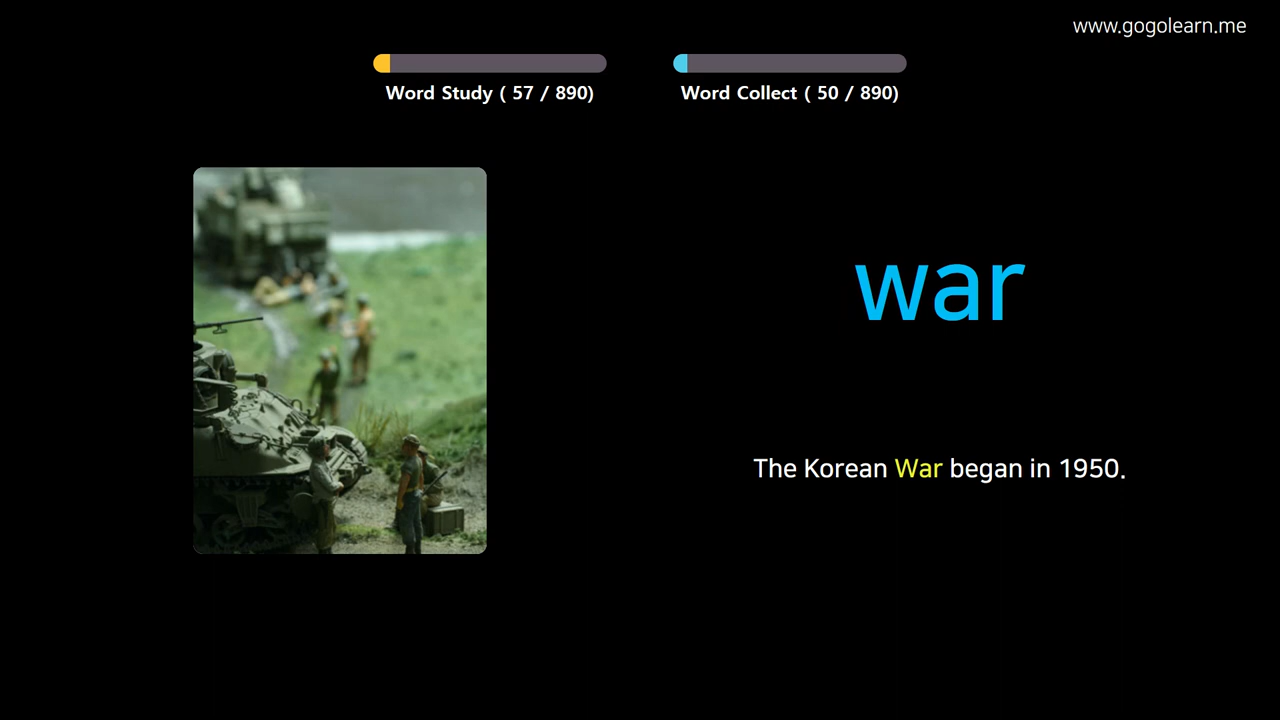 www.gogolearn.me
Word Study ( 57 / 890)
Word Collect ( 50 / 890)
war
The Korean War began in 1950.